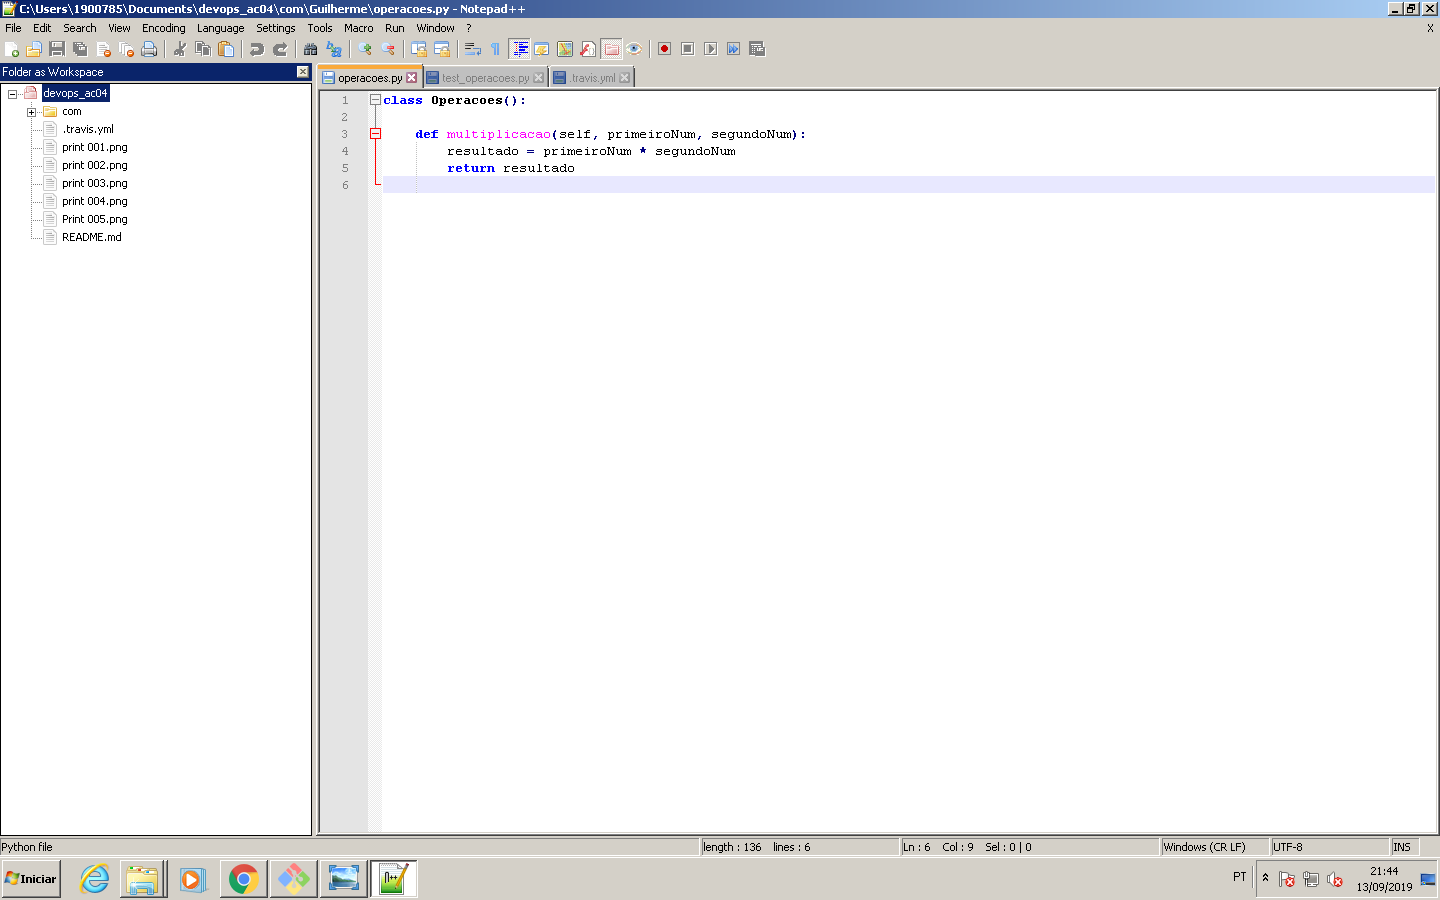 C:\Users\1900785\Documents\devops_ac04\com\Guilherme\operacoes.py - Notepad++
File Edit Search View Encoding Language Settings Tools Macro Run Window ? X
Folder as Workspace
operacoes.py test_operacoes.py .travis.yml
devops_ac04
com
.travis.yml
print 001.png
print 002.png
print 003.png
print 004.png
Print 005.png
README.md
1 class Operacoes():
2
3 def multiplicacao(self, primeiroNum, segundoNum):
4 resultado = primeiroNum * segundoNum
5 return resultado
6
Python file length : 136 lines : 6 Ln : 6 Col : 9 Sel : 0 | 0 Windows (CR LF) UTF-8 INS
Iniciar
PT
21:44
13/09/2019